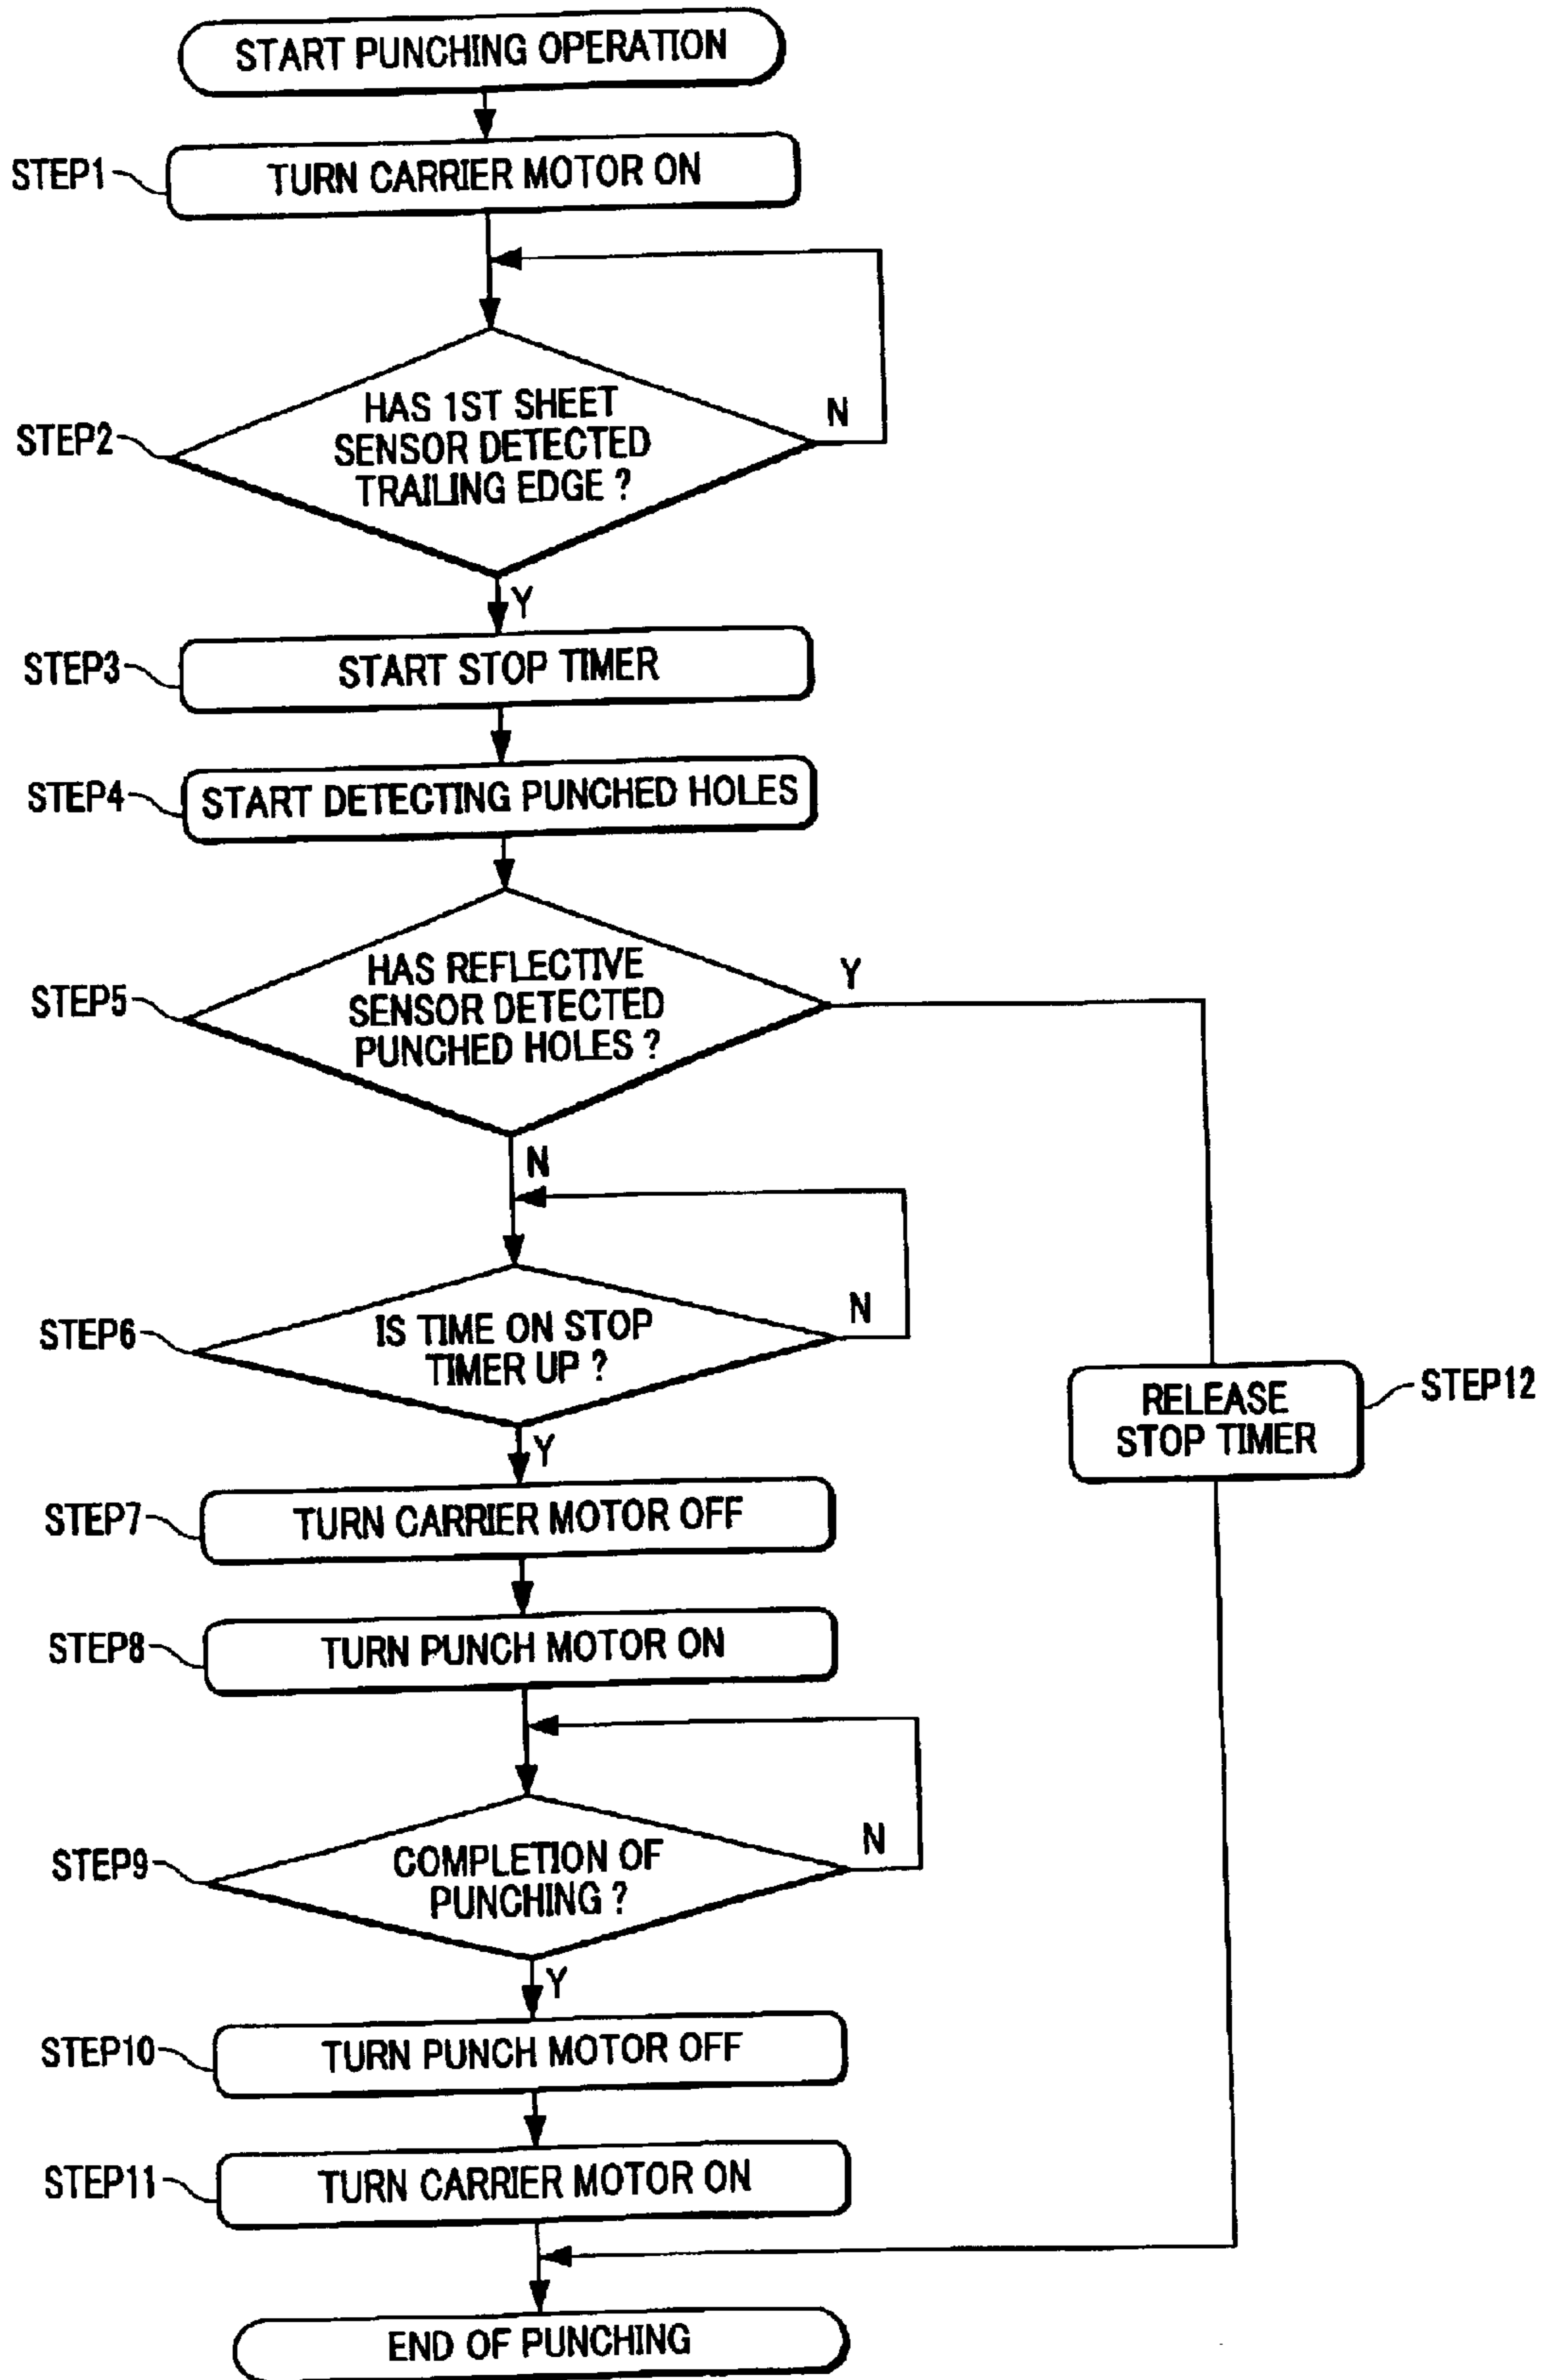 START PUNCHING OPERATION
STEP1
TURN CARRIER MOTOR ON
STEP2
HAS 1ST SHEET
SENSOR DETECTED
TRAILING EDGE ?
N
Y
STEP3
START STOP TIMER
STEP4
START DETECTING PUNCHED HOLES
STEP5
HAS REFLECTIVE
SENSOR DETECTED
PUNCHED HOLES ?
Y
N
STEP6
IS TIME ON STOP
TIMER UP ?
N
Y
RELEASE
STOP TIMER
STEP12
STEP7
TURN CARRIER MOTOR OFF
STEP8
TURN PUNCH MOTOR ON
STEP9
COMPLETION OF
PUNCHING ?
N
Y
STEP10
TURN PUNCH MOTOR OFF
STEP11
TURN CARRIER MOTOR ON
END OF PUNCHING